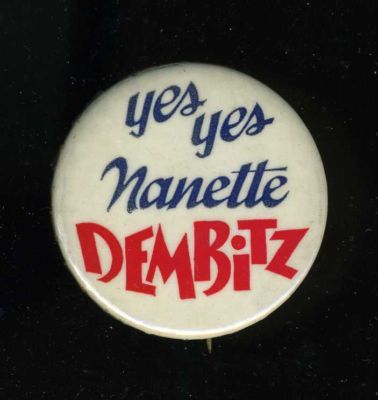 yes
yes
Nanette
DEMBiTZ